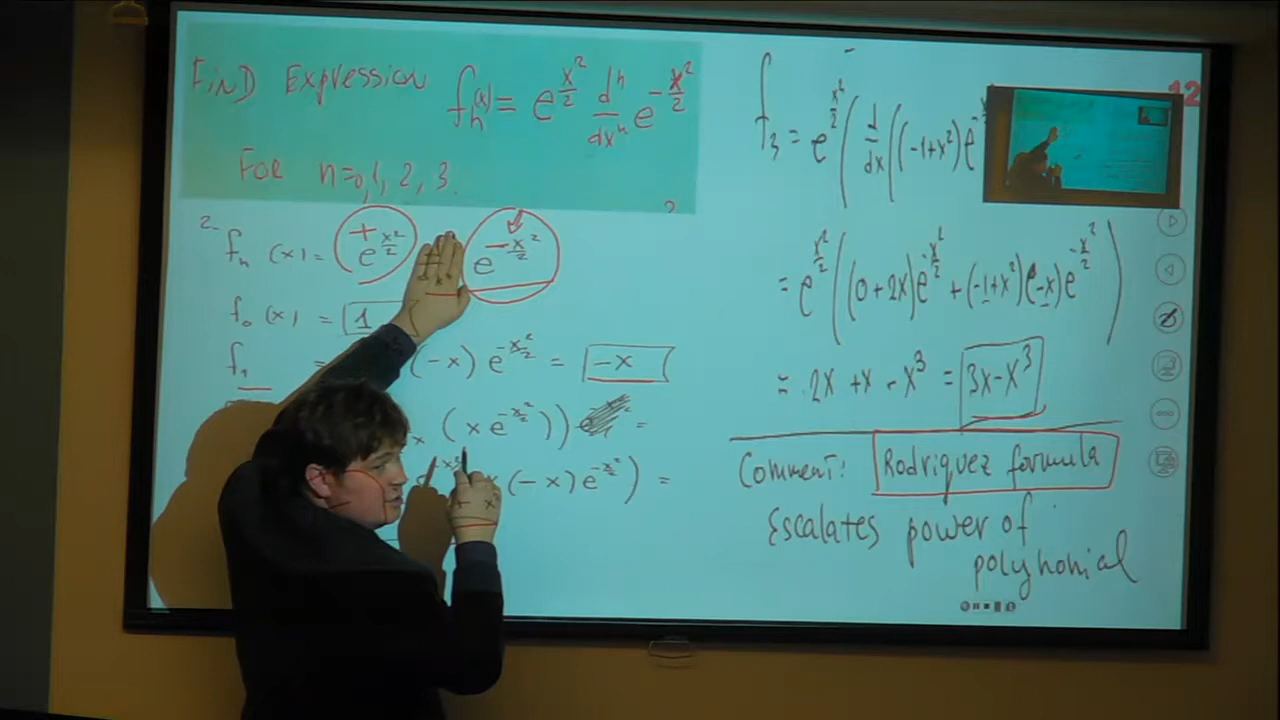 FinD Expression fₙ(x) = e^(x²/2) dⁿ/dxⁿ e^(-x²/2)
For n=0,1,2,3.
2.
fₙ (x) = e^(+x²/2) e^(-x²/2)
f₀ (x) = 1
f₁ = (-x) e^(-x²/2) = -x
(x e^(-x²/2))) =
(-x) e^(-x²/2)) =
12
f₃ = e^(x²/2) ( d/dx ((-1+x²) e
= e^(x²/2) ((0+2x) e^(-x²/2) + (-1+x²)(-x) e^(-x²/2))
= 2x + x - x³ = 3x-x³
Comment: Rodriquez formula
Escalates power of
polynomial